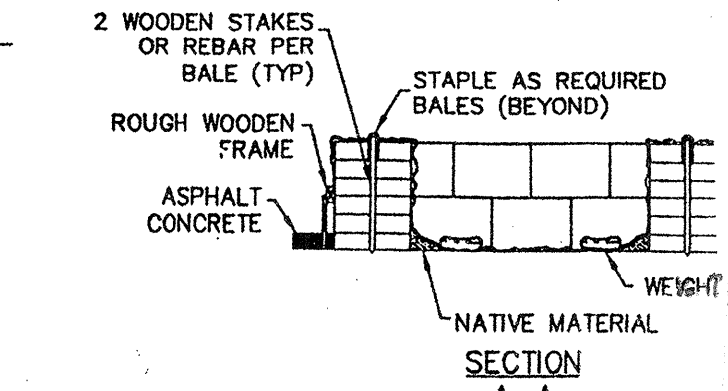 2 WOODEN STAKES
OR REBAR PER
BALE (TYP)
STAPLE AS REQUIRED
BALES (BEYOND)
ROUGH WOODEN
FRAME
ASPHALT
CONCRETE
WEIGHT
NATIVE MATERIAL
SECTION